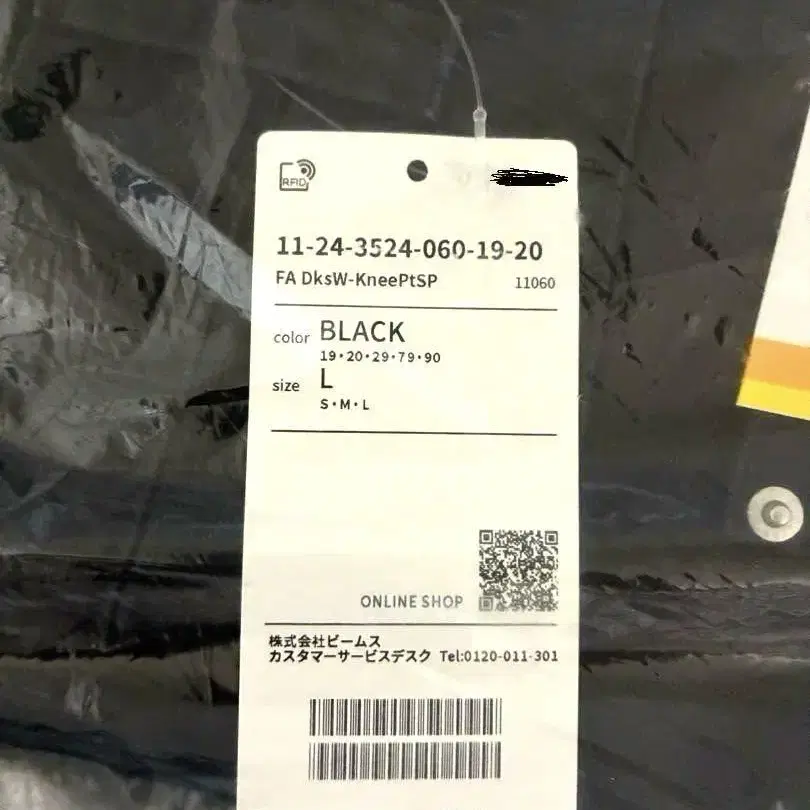 RFID
11-24-3524-060-19-20
FA DksW-KneePtSP 11060
color BLACK
19・20・29・79・90
size L
S・M・L
ONLINE SHOP
株式会社ビームス
カスタマーサービスデスク Tel:0120-011-301